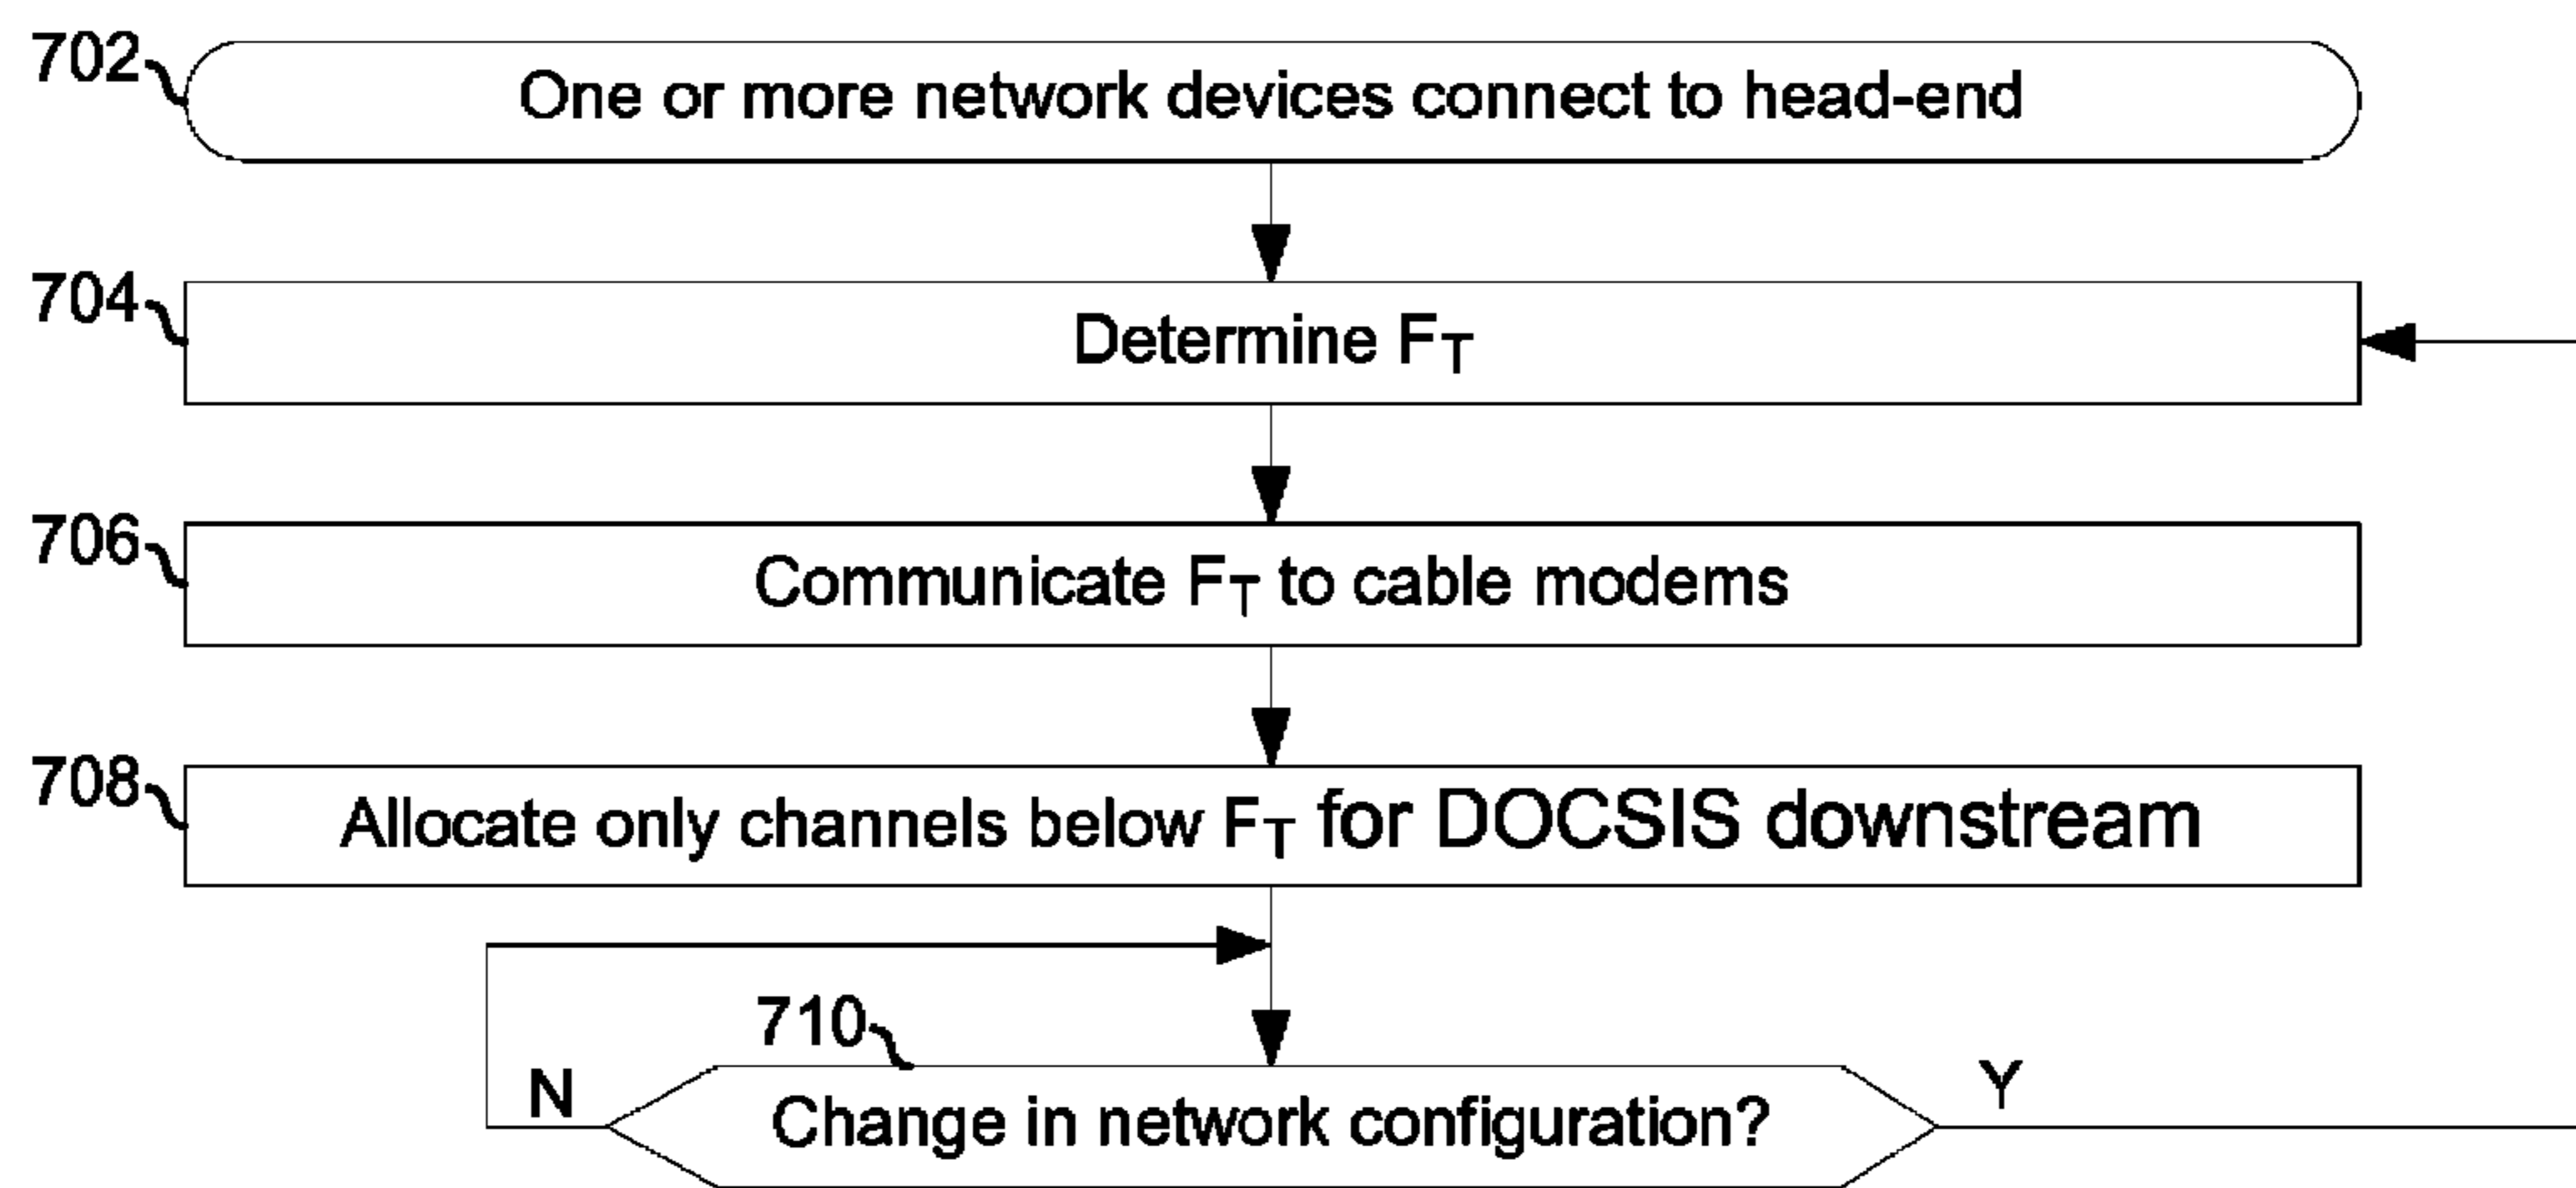 702
One or more network devices connect to head-end
704
Determine FT
706
Communicate FT to cable modems
708
Allocate only channels below FT for DOCSIS downstream
710
N
Change in network configuration?
Y